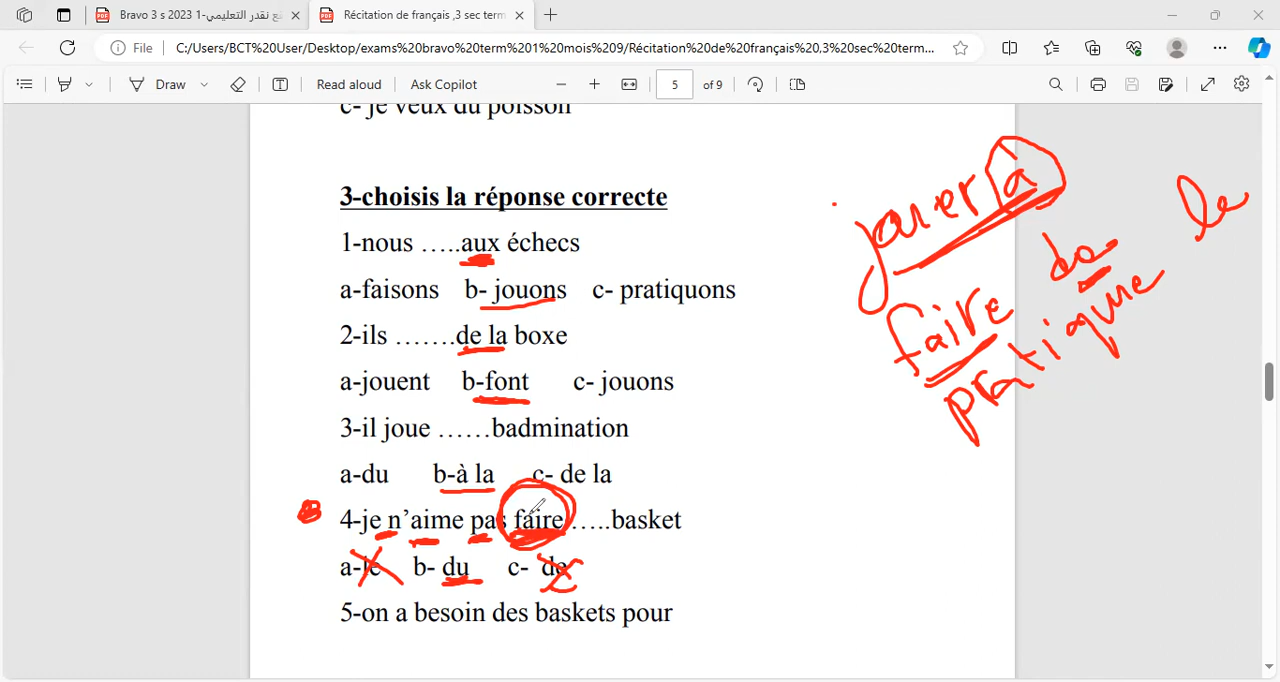 Bravo 3 s 2023 1-قع نقدر التعليمي
Récitation de français ,3 sec term
File
C:/Users/BCT%20User/Desktop/exams%20bravo%20term%201%20mois%209/Récitation%20de%20français%20.3%20sec%20term...
Draw
Read aloud
Ask Copilot
5
of 9
c- je veux du poisson
3-choisis la réponse correcte
1-nous …..aux échecs
a-faisons b- jouons c- pratiquons
2-ils …….de la boxe
a-jouent b-font c- jouons
3-il joue ……badmination
a-du b-à la c- de la
4-je n’aime pas faire …..basket
a-le b- du c- de
5-on a besoin des baskets pour
jouer à
faire de
pratique le